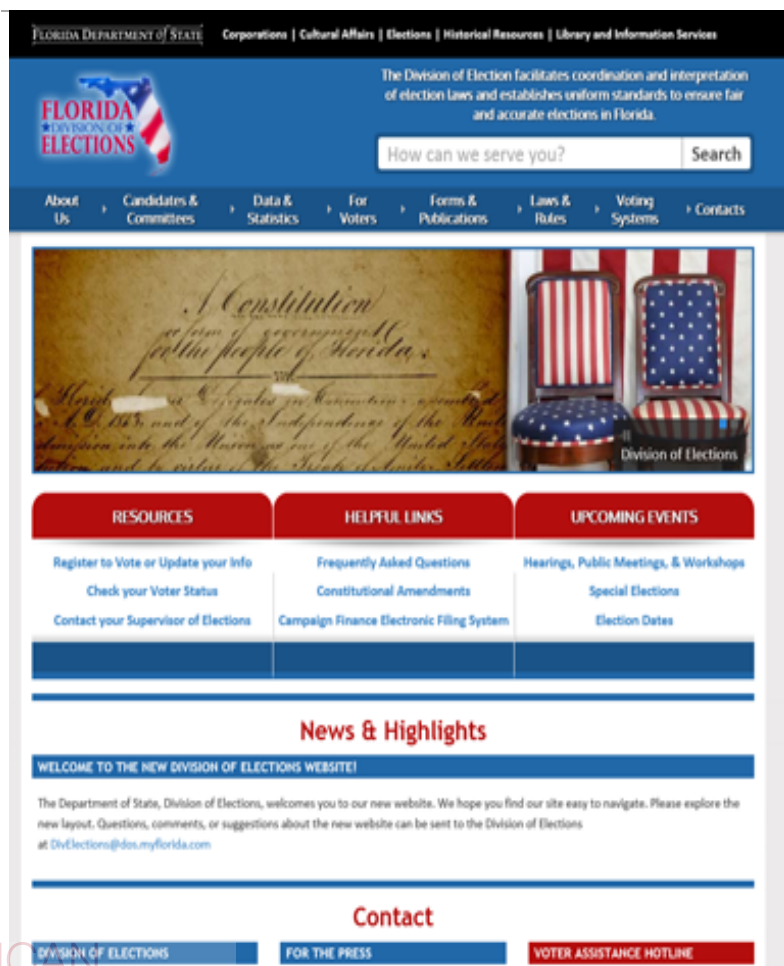 FLORIDA DEPARTMENT of STATE Corporations | Cultural Affairs | Elections | Historical Resources | Library and Information Services
The Division of Election facilitates coordination and interpretation
of election laws and establishes uniform standards to ensure fair
and accurate elections in Florida.
FLORIDA
DIVISION OF
ELECTIONS
How can we serve you? Search
About Us Candidates & Committees Data & Statistics For Voters Forms & Publications Laws & Rules Voting Systems Contacts
A Constitution
or form of government
for the people of Florida
Division of Elections
RESOURCES HELPFUL LINKS UPCOMING EVENTS
Register to Vote or Update your Info Frequently Asked Questions Hearings, Public Meetings, & Workshops
Check your Voter Status Constitutional Amendments Special Elections
Contact your Supervisor of Elections Campaign Finance Electronic Filing System Election Dates
News & Highlights
WELCOME TO THE NEW DIVISION OF ELECTIONS WEBSITE!
The Department of State, Division of Elections, welcomes you to our new website. We hope you find our site easy to navigate. Please explore the
new layout. Questions, comments, or suggestions about the new website can be sent to the Division of Elections
at DivElections@dos.myflorida.com
Contact
DIVISION OF ELECTIONS FOR THE PRESS VOTER ASSISTANCE HOTLINE